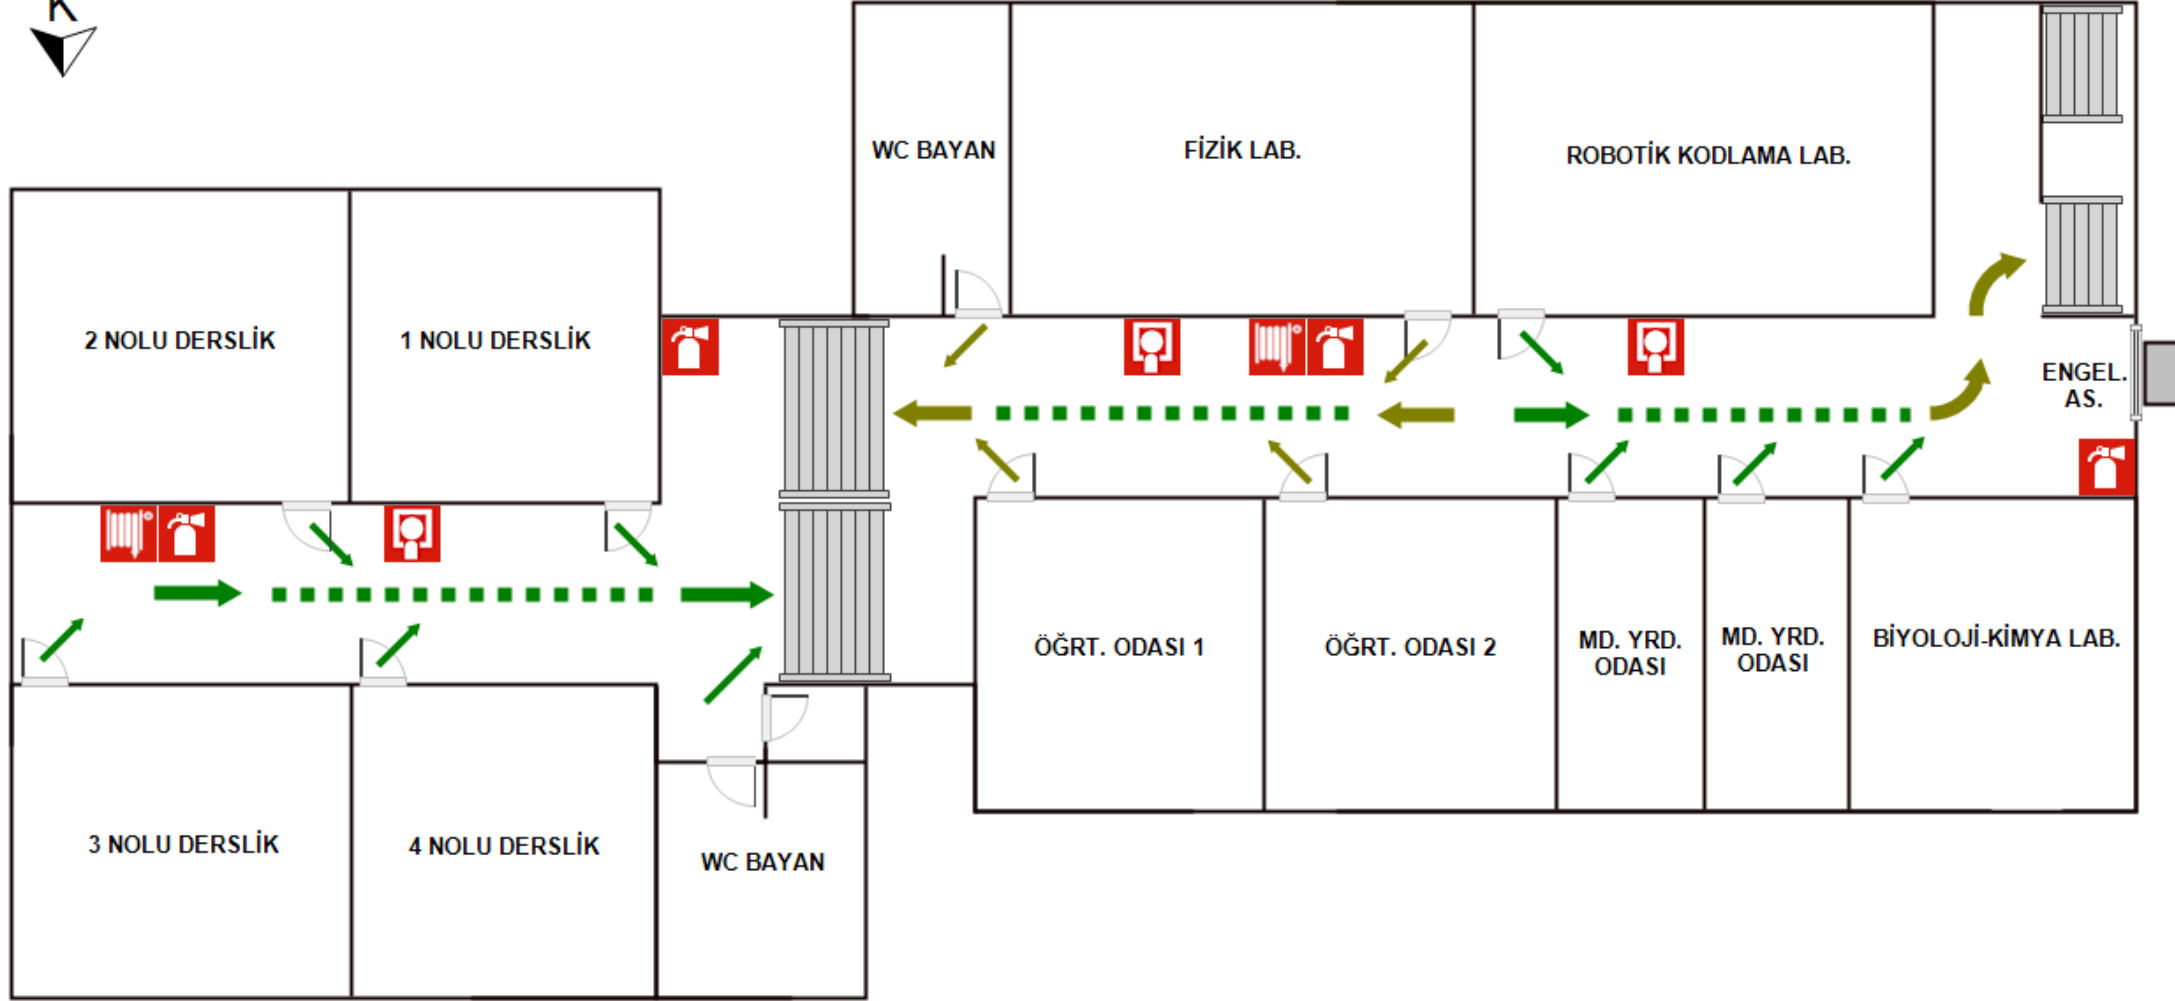 K
WC BAYAN
FİZİK LAB.
ROBOTİK KODLAMA LAB.
2 NOLU DERSLİK
1 NOLU DERSLİK
ENGEL.
AS.
ÖĞRT. ODASI 1
ÖĞRT. ODASI 2
MD. YRD.
ODASI
MD. YRD.
ODASI
BİYOLOJİ-KİMYA LAB.
3 NOLU DERSLİK
4 NOLU DERSLİK
WC BAYAN